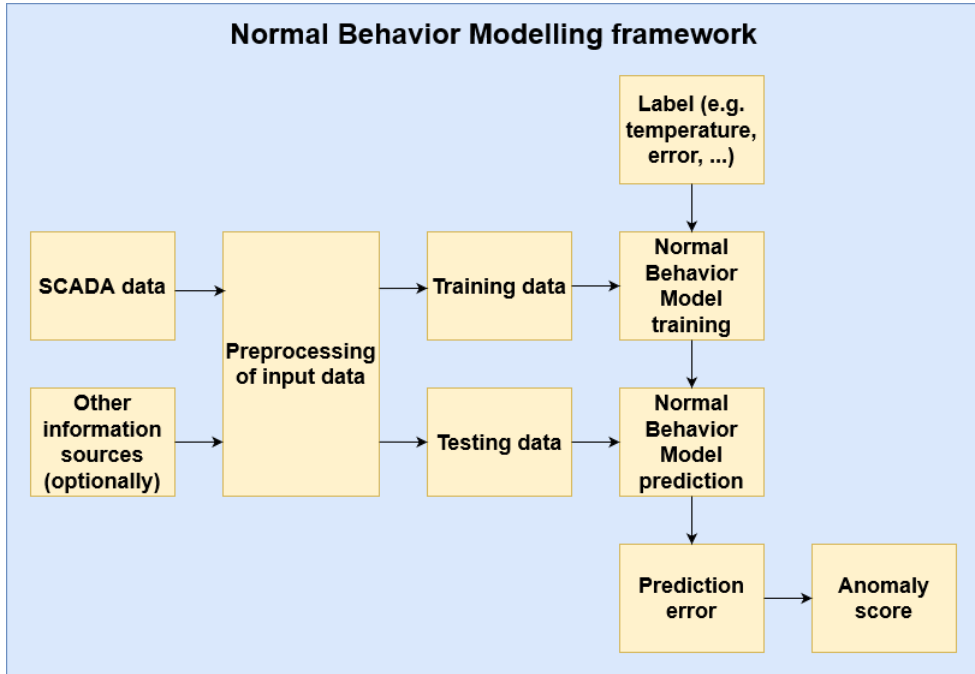 Normal Behavior Modelling framework
Label (e.g.
temperature,
error, ...)
SCADA data
Preprocessing
of input data
Training data
Normal
Behavior
Model
training
Other
information
sources
(optionally)
Testing data
Normal
Behavior
Model
prediction
Prediction
error
Anomaly
score